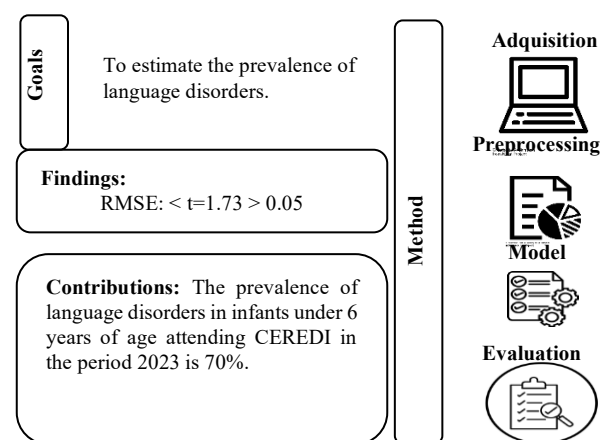 Goals
To estimate the prevalence of
language disorders.
Findings:
RMSE: < t=1.73 > 0.05
Contributions: The prevalence of
language disorders in infants under 6
years of age attending CEREDI in
the period 2023 is 70%.
Method
Adquisition
Preprocessing
Model
Evaluation